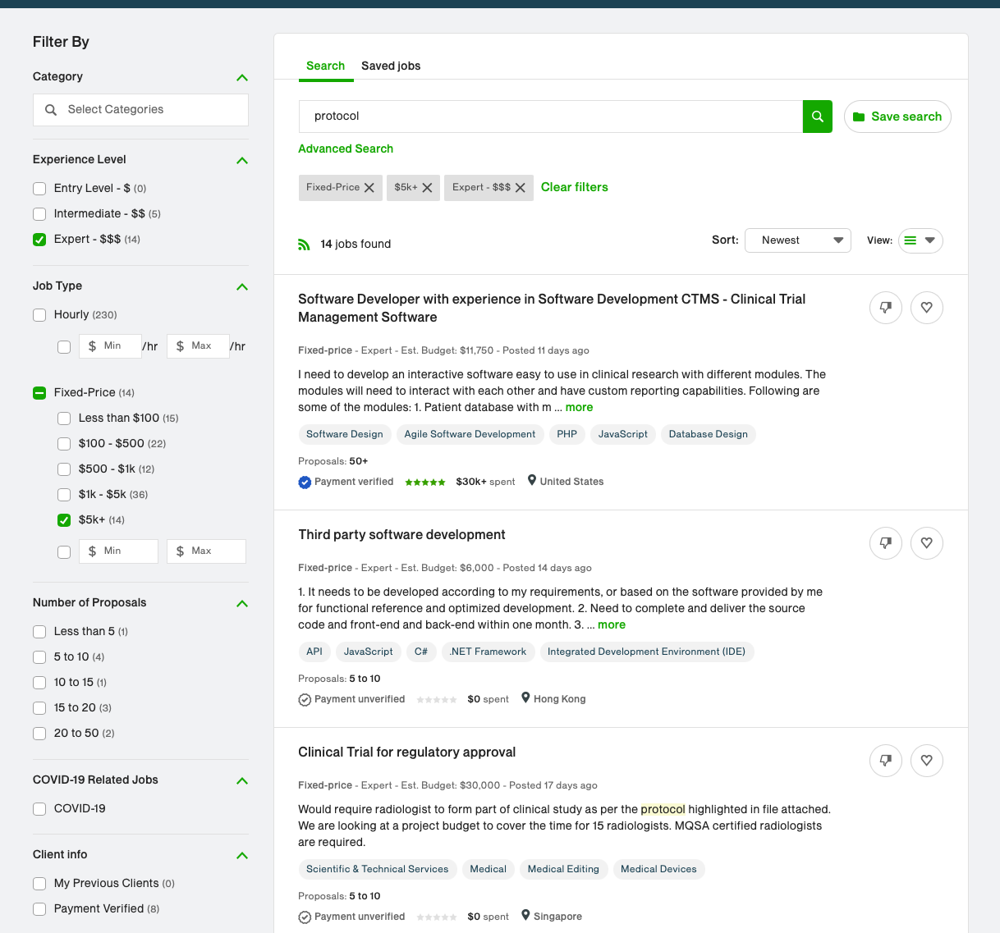 Filter By
Category
Select Categories
Experience Level
Entry Level - $ (0)
Intermediate - $$ (5)
Expert - $$$ (14)
Job Type
Hourly (230)
$ Min /hr $ Max /hr
Fixed-Price (14)
Less than $100 (15)
$100 - $500 (22)
$500 - $1k (12)
$1k - $5k (36)
$5k+ (14)
$ Min $ Max
Number of Proposals
Less than 5 (1)
5 to 10 (4)
10 to 15 (1)
15 to 20 (3)
20 to 50 (2)
COVID-19 Related Jobs
COVID-19
Client info
My Previous Clients (0)
Payment Verified (8)
Search Saved jobs
protocol
Save search
Advanced Search
Fixed-Price $5k+ Expert - $$$ Clear filters
14 jobs found Sort: Newest View:
Software Developer with experience in Software Development CTMS - Clinical Trial
Management Software
Fixed-price - Expert - Est. Budget: $11,750 - Posted 11 days ago
I need to develop an interactive software easy to use in clinical research with different modules. The
modules will need to interact with each other and have custom reporting capabilities. Following are
some of the modules: 1. Patient database with m ... more
Software Design Agile Software Development PHP JavaScript Database Design
Proposals: 50+
Payment verified $30k+ spent United States
Third party software development
Fixed-price - Expert - Est. Budget: $6,000 - Posted 14 days ago
1. It needs to be developed according to my requirements, or based on the software provided by me
for functional reference and optimized development. 2. Need to complete and deliver the source
code and front-end and back-end within one month. 3. ... more
API JavaScript C# .NET Framework Integrated Development Environment (IDE)
Proposals: 5 to 10
Payment unverified $0 spent Hong Kong
Clinical Trial for regulatory approval
Fixed-price - Expert - Est. Budget: $30,000 - Posted 17 days ago
Would require radiologist to form part of clinical study as per the protocol highlighted in file attached.
We are looking at a project budget to cover the time for 15 radiologists. MQSA certified radiologists
are required.
Scientific & Technical Services Medical Medical Editing Medical Devices
Proposals: 5 to 10
Payment unverified $0 spent Singapore